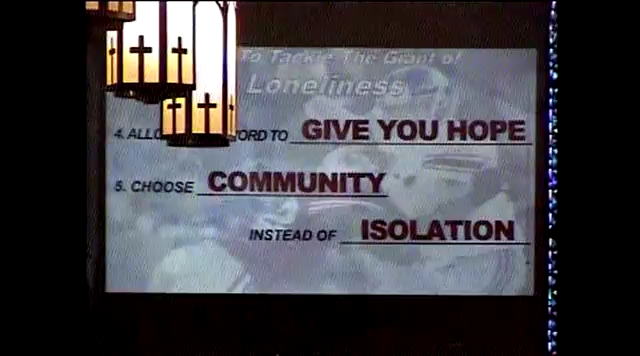 To Tackle The Giant of
Loneliness
4. TO GIVE YOU HOPE
5. CHOOSE COMMUNITY
INSTEAD OF ISOLATION